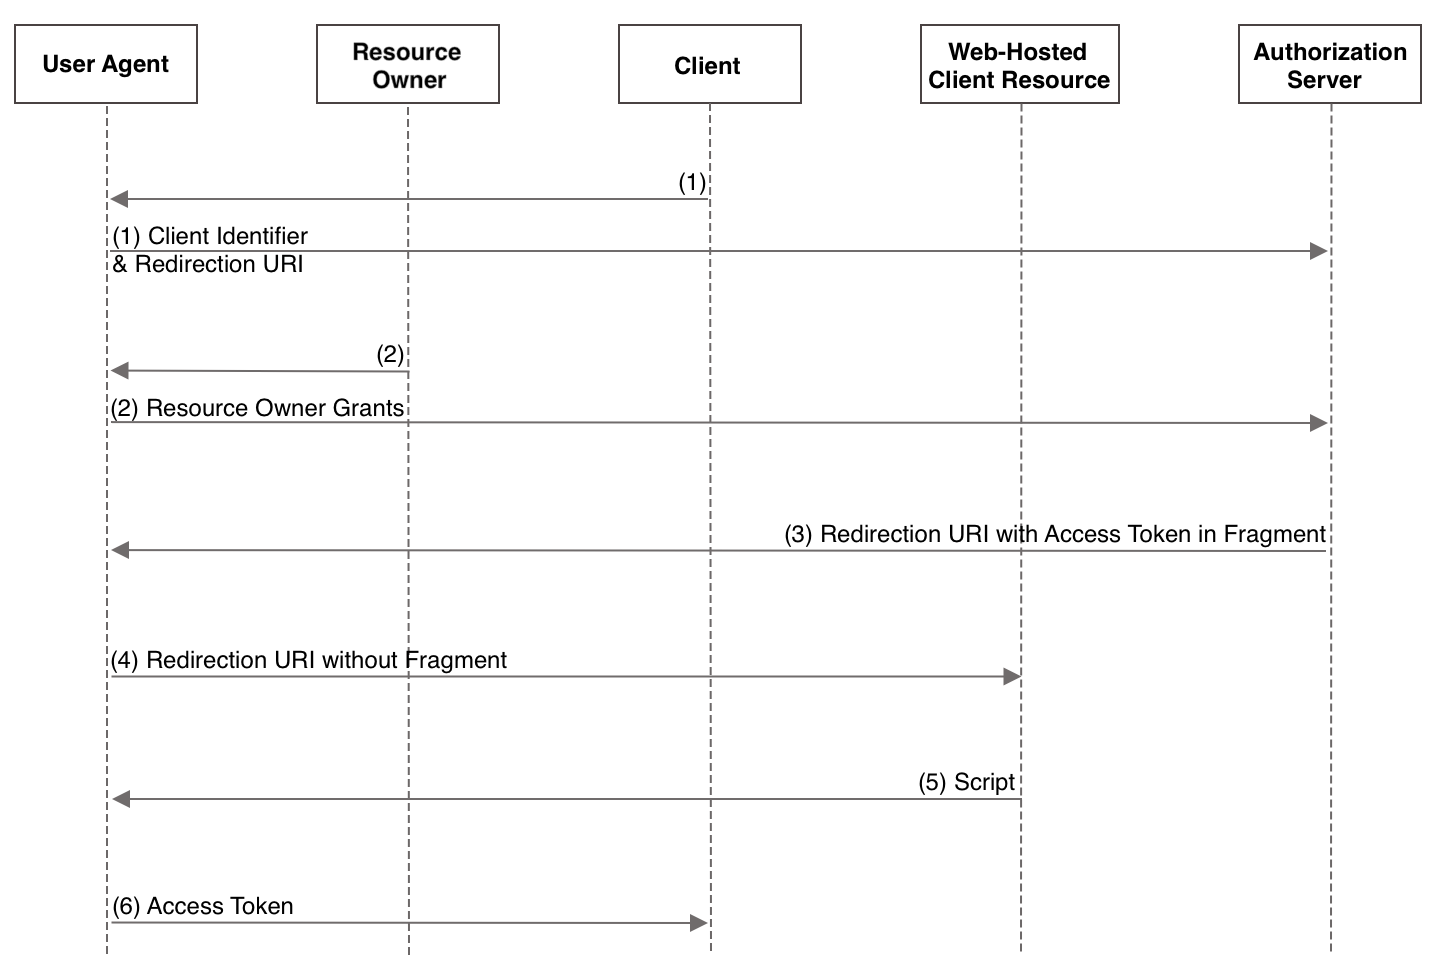 User Agent
Resource
Owner
Client
Web-Hosted
Client Resource
Authorization
Server
(1)
(1) Client Identifier
& Redirection URI
(2)
(2) Resource Owner Grants
(3) Redirection URI with Access Token in Fragment
(4) Redirection URI without Fragment
(5) Script
(6) Access Token